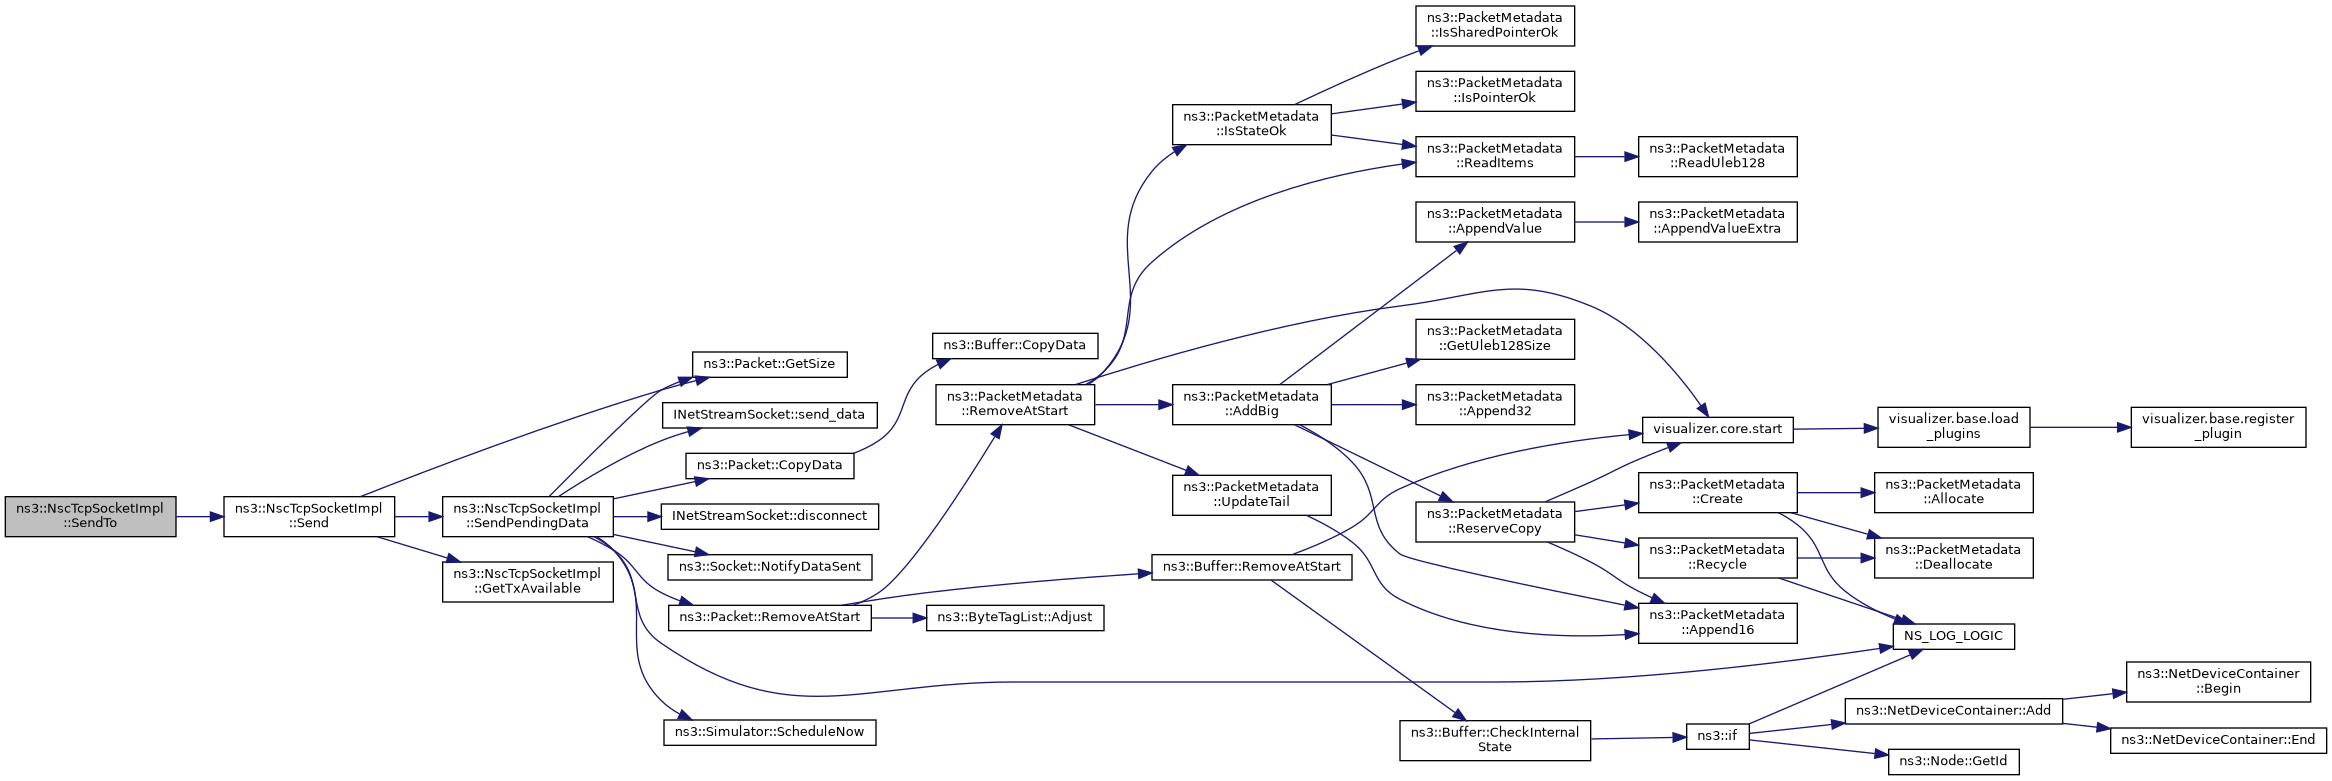 ns3::NscTcpSocketImpl
::SendTo
ns3::NscTcpSocketImpl
::Send
ns3::Packet::GetSize
INetStreamSocket::send_data
ns3::Packet::CopyData
ns3::NscTcpSocketImpl
::SendPendingData
INetStreamSocket::disconnect
ns3::Socket::NotifyDataSent
ns3::NscTcpSocketImpl
::GetTxAvailable
ns3::Packet::RemoveAtStart
ns3::Simulator::ScheduleNow
ns3::Buffer::CopyData
ns3::PacketMetadata
::RemoveAtStart
ns3::ByteTagList::Adjust
ns3::PacketMetadata
::IsStateOk
ns3::PacketMetadata
::AddBig
ns3::PacketMetadata
::UpdateTail
ns3::Buffer::RemoveAtStart
ns3::PacketMetadata
::IsSharedPointerOk
ns3::PacketMetadata
::IsPointerOk
ns3::PacketMetadata
::ReadItems
ns3::PacketMetadata
::AppendValue
ns3::PacketMetadata
::GetUleb128Size
ns3::PacketMetadata
::Append32
ns3::PacketMetadata
::ReserveCopy
ns3::Buffer::CheckInternal
State
ns3::PacketMetadata
::ReadUleb128
ns3::PacketMetadata
::AppendValueExtra
visualizer.core.start
ns3::PacketMetadata
::Create
ns3::PacketMetadata
::Recycle
ns3::PacketMetadata
::Append16
ns3::if
visualizer.base.load
_plugins
ns3::PacketMetadata
::Allocate
ns3::PacketMetadata
::Deallocate
NS_LOG_LOGIC
ns3::NetDeviceContainer::Add
ns3::Node::GetId
visualizer.base.register
_plugin
ns3::NetDeviceContainer
::Begin
ns3::NetDeviceContainer::End